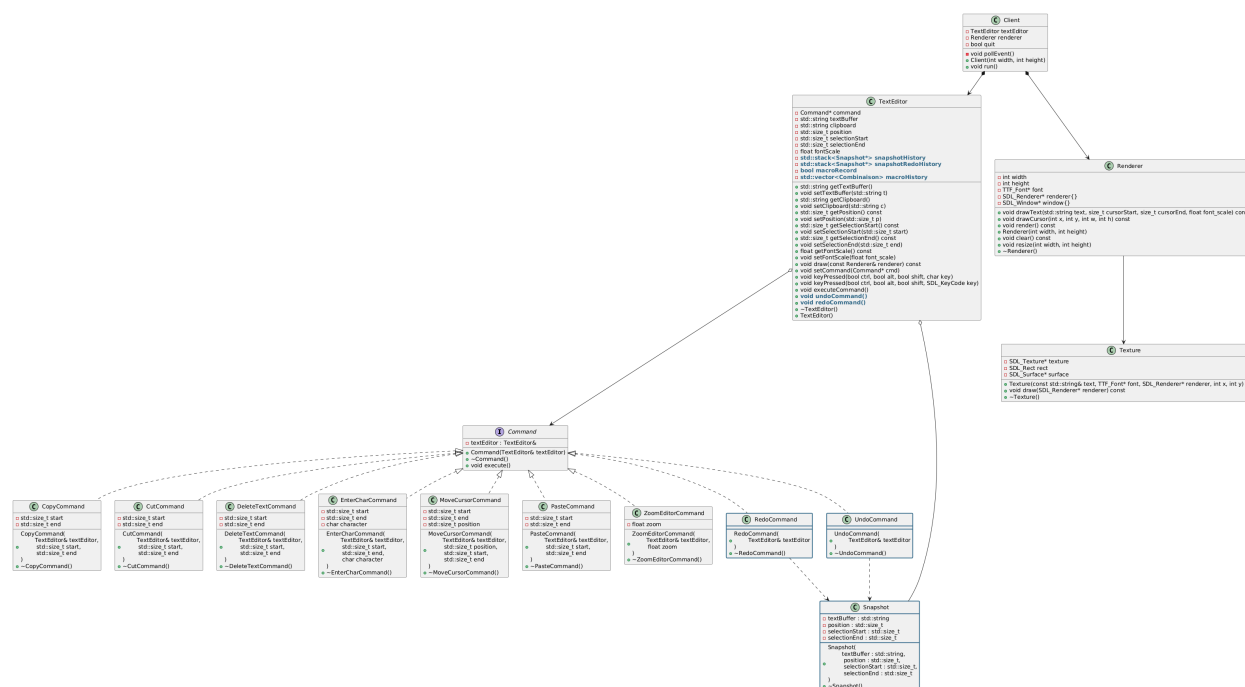 C Client
TextEditor textEditor
Renderer renderer
bool quit
void pollEvent()
Client(int width, int height)
void run()
C TextEditor
Command* command
std::string textBuffer
std::string clipboard
std::size_t position
std::size_t selectionStart
std::size_t selectionEnd
float fontScale
std::stack<Snapshot*> snapshotHistory
std::stack<Snapshot*> snapshotRedoHistory
bool macroRecord
std::vector<Combinaison> macroHistory
std::string getTextBuffer()
void setTextBuffer(std::string t)
std::string getClipboard()
void setClipboard(std::string c)
std::size_t getPosition() const
void setPosition(std::size_t p)
std::size_t getSelectionStart() const
void setSelectionStart(std::size_t start)
std::size_t getSelectionEnd() const
void setSelectionEnd(std::size_t end)
float getFontScale() const
void setFontScale(float font_scale)
void draw(const Renderer& renderer) const
void setCommand(Command* cmd)
void keyPressed(bool ctrl, bool alt, bool shift, char key)
void keyPressed(bool ctrl, bool alt, bool shift, SDL_KeyCode key)
void executeCommand()
void undoCommand()
void redoCommand()
~TextEditor()
TextEditor()
C Renderer
int width
int height
TTF_Font* font
SDL_Renderer* renderer{}
SDL_Window* window{}
void drawText(std::string text, size_t cursorStart, size_t cursorEnd, float font_scale) con
void drawCursor(int x, int y, int w, int h) const
void render() const
Renderer(int width, int height)
void clear() const
void resize(int width, int height)
~Renderer()
C Texture
SDL_Texture* texture
SDL_Rect rect
SDL_Surface* surface
Texture(const std::string& text, TTF_Font* font, SDL_Renderer* renderer, int x, int y)
void draw(SDL_Renderer* renderer) const
~Texture()
I Command
textEditor : TextEditor&
Command(TextEditor& textEditor)
~Command()
void execute()
C CopyCommand
std::size_t start
std::size_t end
CopyCommand(
TextEditor& textEditor,
std::size_t start,
std::size_t end
)
~CopyCommand()
C CutCommand
std::size_t start
std::size_t end
CutCommand(
TextEditor& textEditor,
std::size_t start,
std::size_t end
)
~CutCommand()
C DeleteTextCommand
std::size_t start
std::size_t end
DeleteTextCommand(
TextEditor& textEditor,
std::size_t start,
std::size_t end
)
~DeleteTextCommand()
C EnterCharCommand
std::size_t start
std::size_t end
char character
EnterCharCommand(
TextEditor& textEditor,
std::size_t start,
std::size_t end,
char character
)
~EnterCharCommand()
C MoveCursorCommand
std::size_t start
std::size_t end
std::size_t position
MoveCursorCommand(
TextEditor& textEditor,
std::size_t position,
std::size_t start,
std::size_t end
)
~MoveCursorCommand()
C PasteCommand
std::size_t start
std::size_t end
PasteCommand(
TextEditor& textEditor,
std::size_t start,
std::size_t end
)
~PasteCommand()
C ZoomEditorCommand
float zoom
ZoomEditorCommand(
TextEditor& textEditor,
float zoom
)
~ZoomEditorCommand()
C RedoCommand
RedoCommand(
TextEditor& textEditor
)
~RedoCommand()
C UndoCommand
UndoCommand(
TextEditor& textEditor
)
~UndoCommand()
C Snapshot
textBuffer : std::string
position : std::size_t
selectionStart : std::size_t
selectionEnd : std::size_t
Snapshot(
textBuffer : std::string,
position : std::size_t,
selectionStart : std::size_t,
selectionEnd : std::size_t
)
~Snapshot()